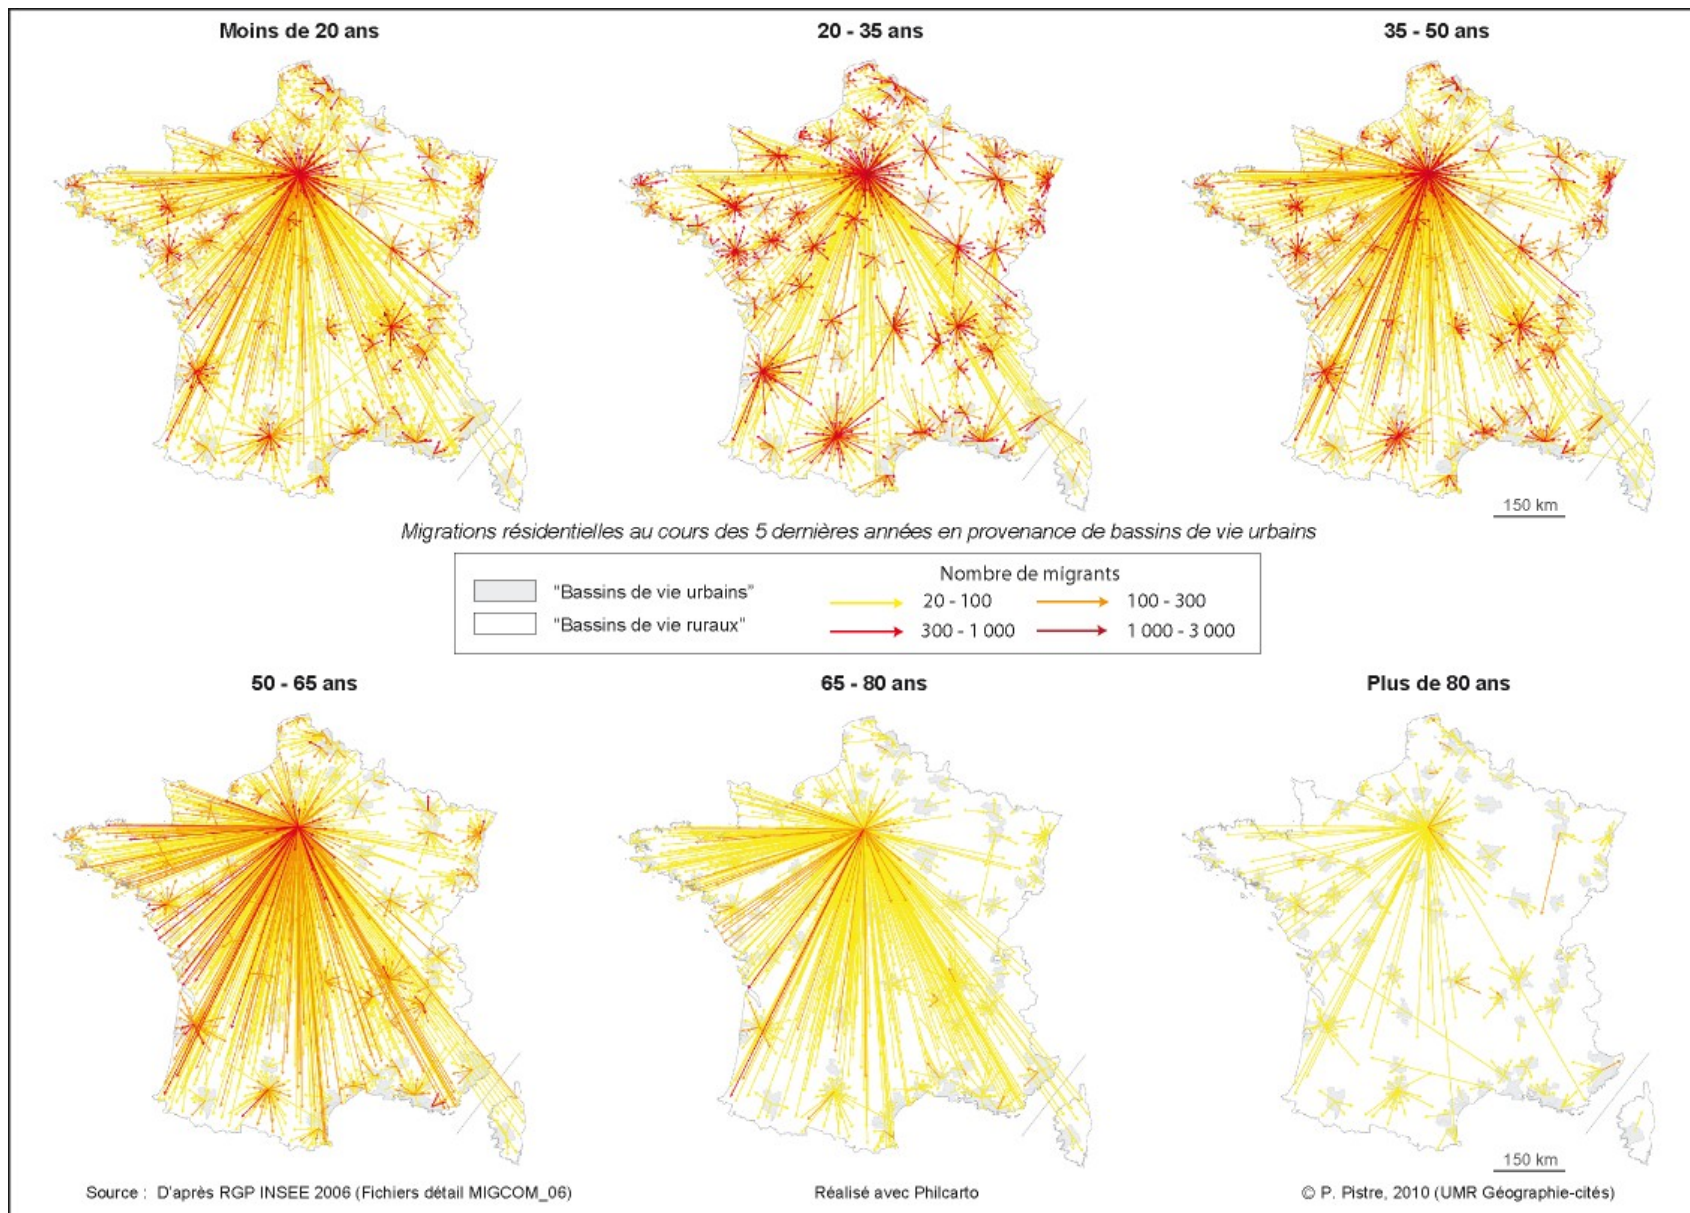 Moins de 20 ans
20 - 35 ans
35 - 50 ans
150 km
Migrations résidentielles au cours des 5 dernières années en provenance de bassins de vie urbains
Nombre de migrants
"Bassins de vie urbains"
20 - 100
100 - 300
"Bassins de vie ruraux"
300 - 1 000
1 000 - 3 000
50 - 65 ans
65 - 80 ans
Plus de 80 ans
150 km
Source : D'après RGP INSEE 2006 (Fichiers détail MIGCOM_06)
Réalisé avec Philcarto
© P. Pistre, 2010 (UMR Géographie-cités)